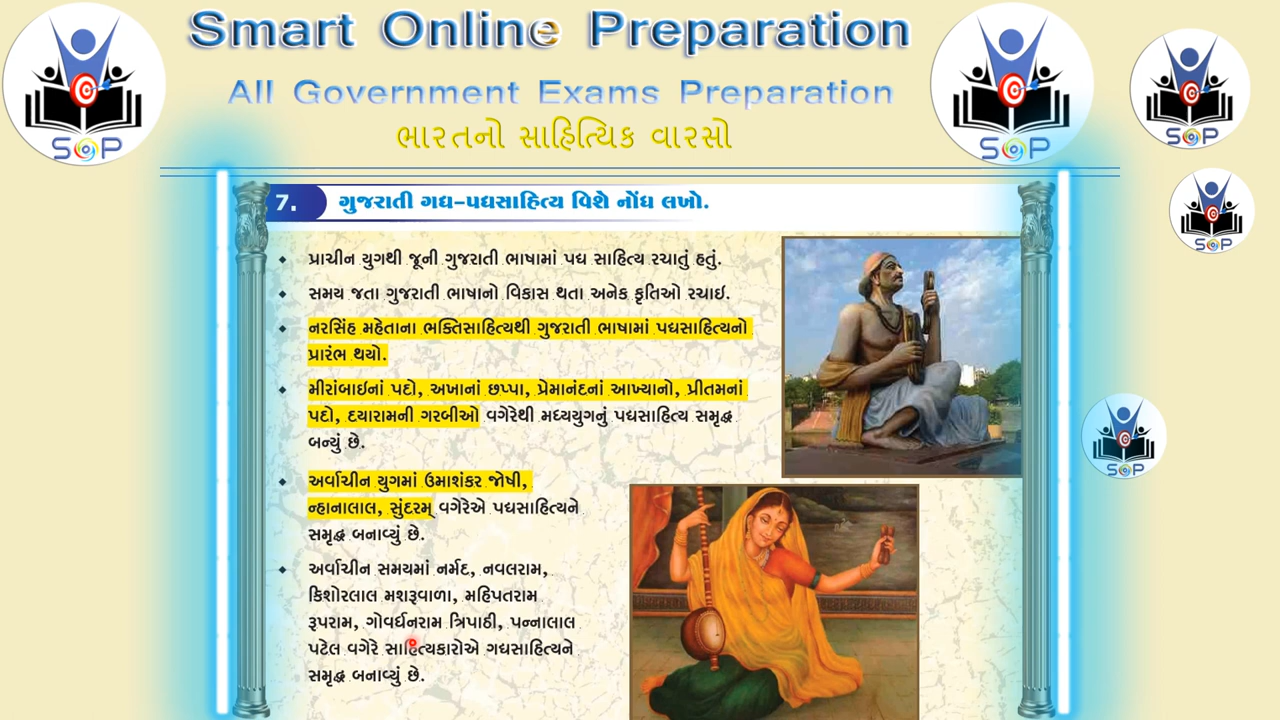 Smart Online Preparation
All Government Exams Preparation
ભારતનો સાહિત્યિક વારસો
7. ગુજરાતી ગદ્ય-પદ્યસાહિત્ય વિશે નોંધ લખો.
પ્રાચીન યુગથી જૂની ગુજરાતી ભાષામાં પદ્ય સાહિત્ય રચાતું હતું.
સમય જતા ગુજરાતી ભાષાનો વિકાસ થતા અનેક કૃતિઓ રચાઇ.
નરસિંહ મહેતાના ભક્તિસાહિત્યથી ગુજરાતી ભાષામાં પદ્યસાહિત્યનો
પ્રારંભ થયો.
મીરાંબાઇનાં પદો, અખાનાં છપ્પા, પ્રેમાનંદનાં આખ્યાનો, પ્રીતમનાં
પદો, દયારામની ગરબીઓ વગેરેથી મધ્યયુગનું પદ્યસાહિત્ય સમૃદ્ધ
બન્યું છે.
અર્વાચીન યુગમાં ઉમાશંકર જોષી,
ન્હાનાલાલ, સુંદરમ્ વગેરેએ પદ્યસાહિત્યને
સમૃદ્ધ બનાવ્યું છે.
અર્વાચીન સમયમાં નર્મદ, નવલરામ,
કિશોરલાલ મશરૂવાળા, મહિપતરામ
રૂપરામ, ગોવર્ધનરામ ત્રિપાઠી, પન્નાલાલ
પટેલ વગેરે સાહિત્યકારોએ ગદ્યસાહિત્યને
સમૃદ્ધ બનાવ્યું છે.
SOP
SOP
SOP
SOP
SOP